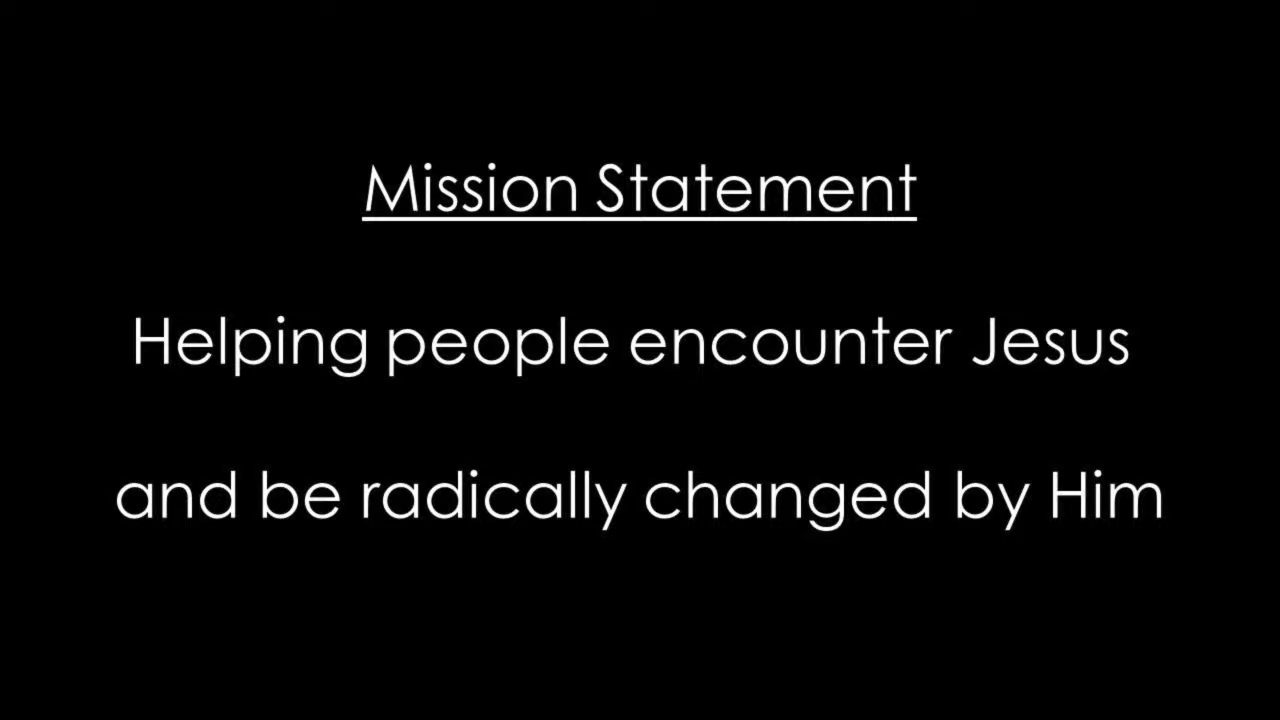 Mission Statement
Helping people encounter Jesus
and be radically changed by Him